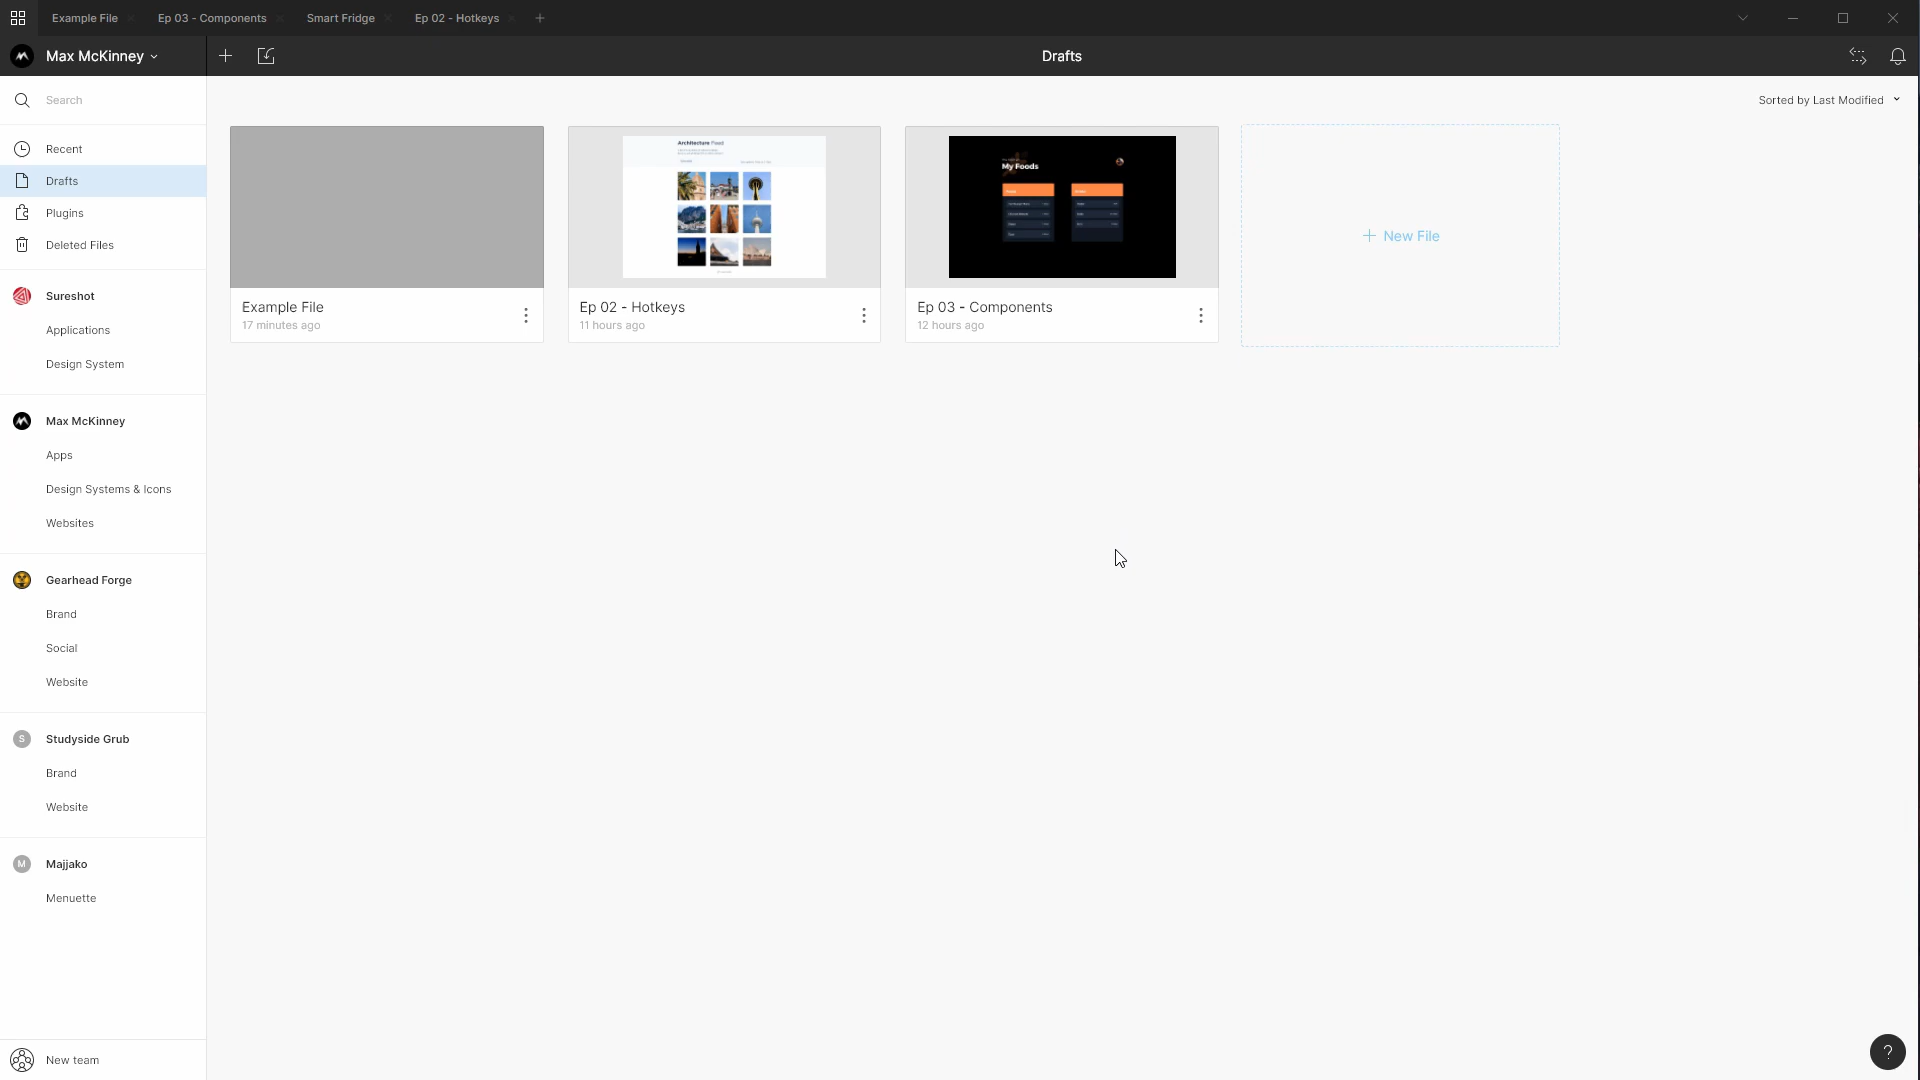 Example File
Ep 03 - Components
Smart Fridge
Ep 02 - Hotkeys
Max McKinney
Drafts
Search
Sorted by Last Modified
Recent
Drafts
Plugins
Deleted Files
Sureshot
Applications
Design System
Max McKinney
Apps
Design Systems & Icons
Websites
Gearhead Forge
Brand
Social
Website
S
Studyside Grub
Brand
Website
M
Majjako
Menuette
New team
Architecture Feed
My Foods
Example File
17 minutes ago
Ep 02 - Hotkeys
11 hours ago
Ep 03 - Components
12 hours ago
+ New File
?